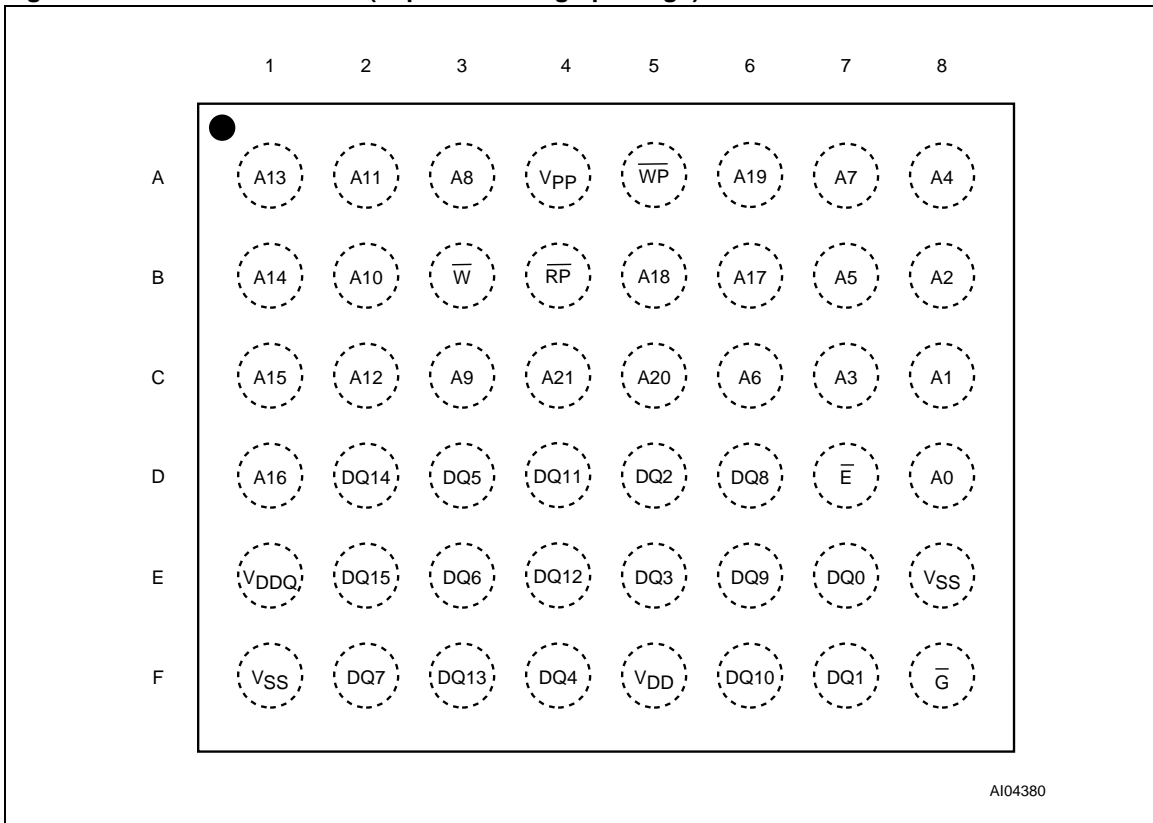 1 2 3 4 5 6 7 8
A A13 A11 A8 VPP W̅P̅ A19 A7 A4
B A14 A10 W̅ R̅P̅ A18 A17 A5 A2
C A15 A12 A9 A21 A20 A6 A3 A1
D A16 DQ14 DQ5 DQ11 DQ2 DQ8 E̅ A0
E VDDQ DQ15 DQ6 DQ12 DQ3 DQ9 DQ0 VSS
F VSS DQ7 DQ13 DQ4 VDD DQ10 DQ1 G̅
AI04380